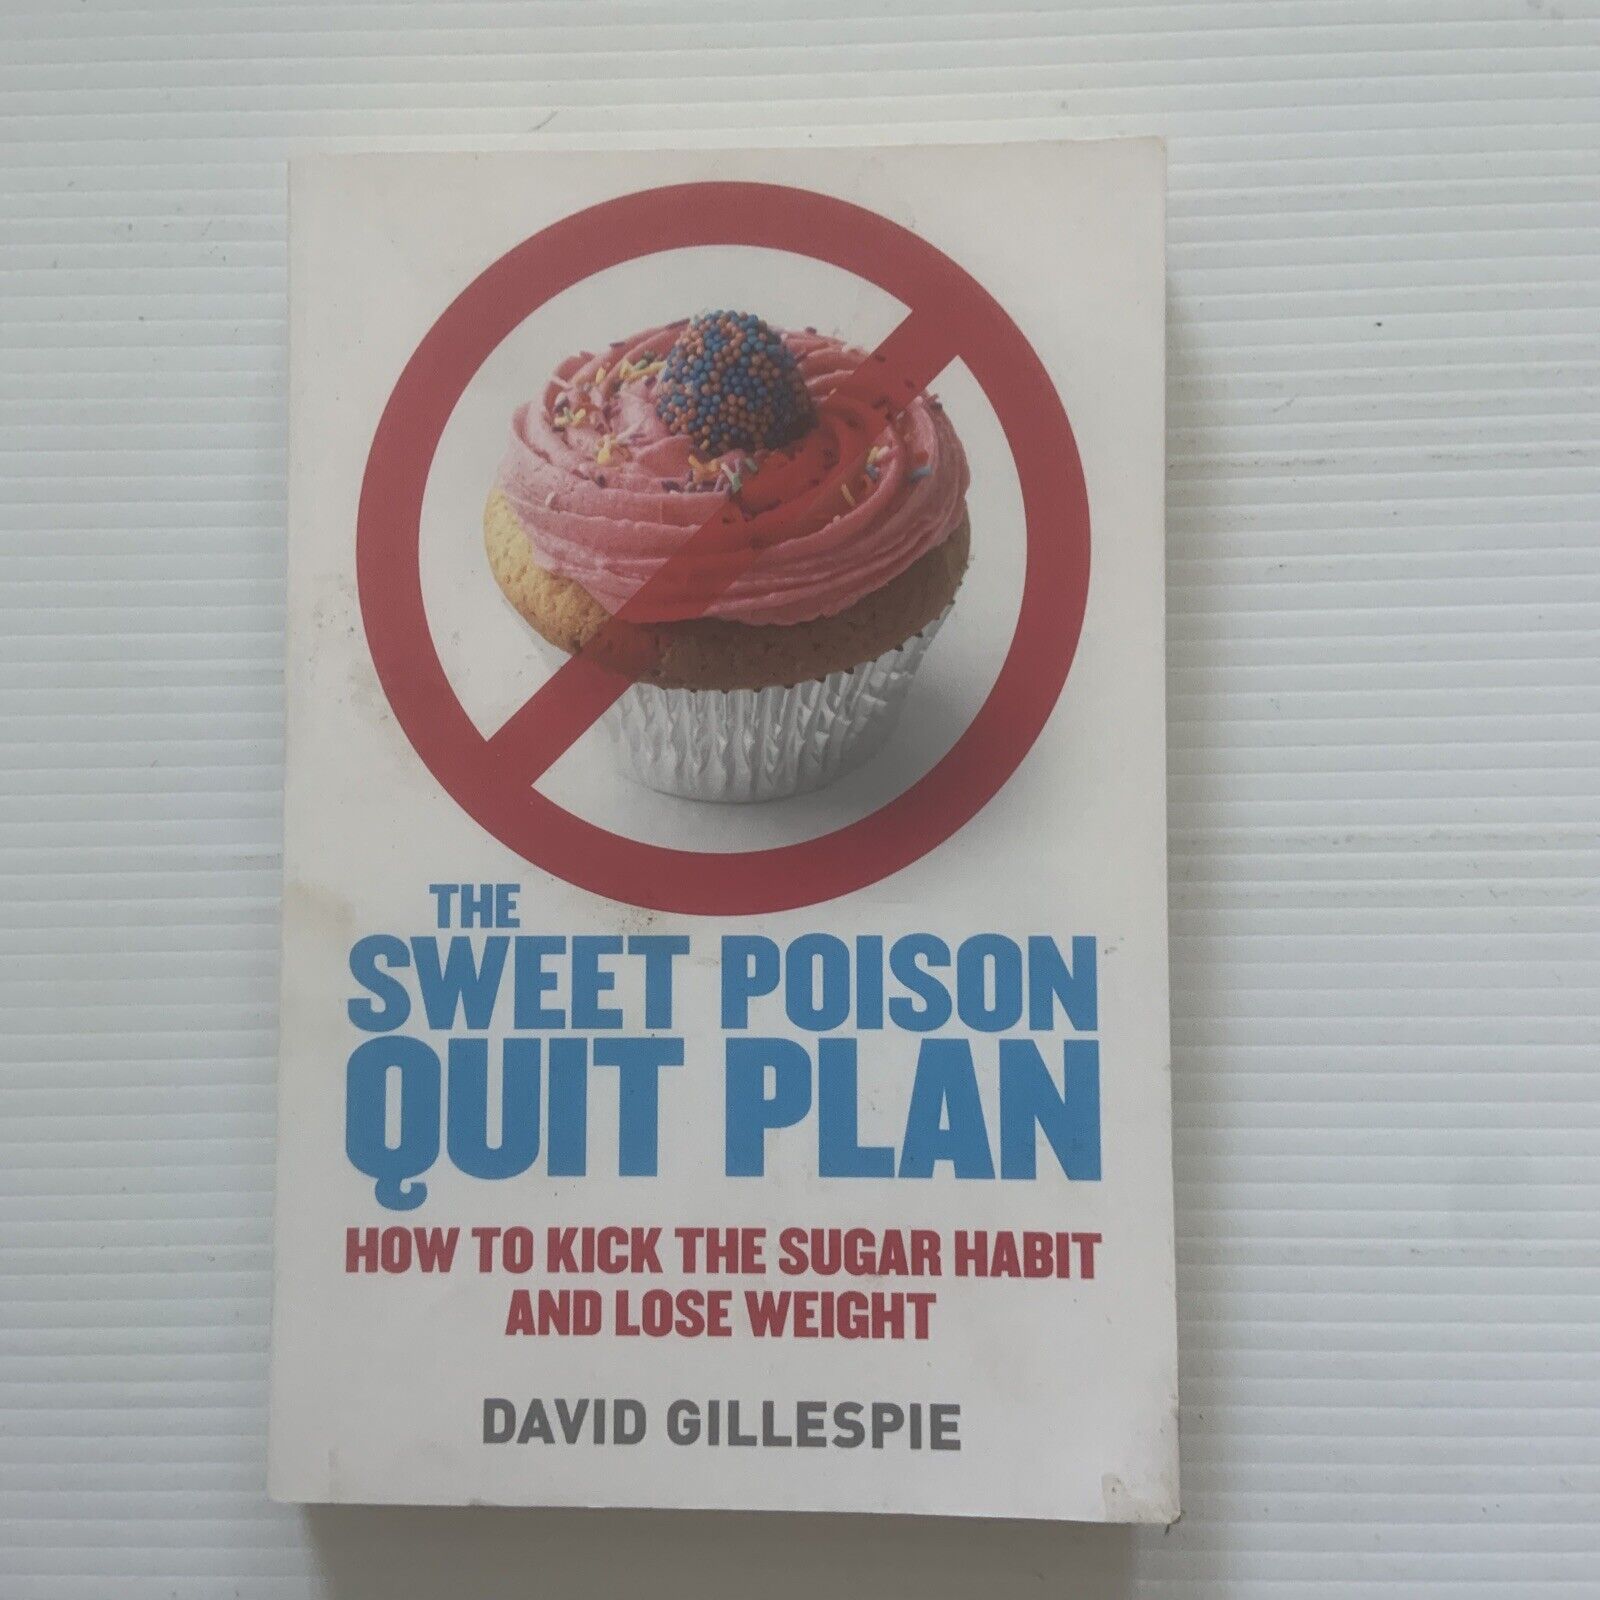 THE
SWEET POISON
QUIT PLAN
HOW TO KICK THE SUGAR HABIT
AND LOSE WEIGHT
DAVID GILLESPIE